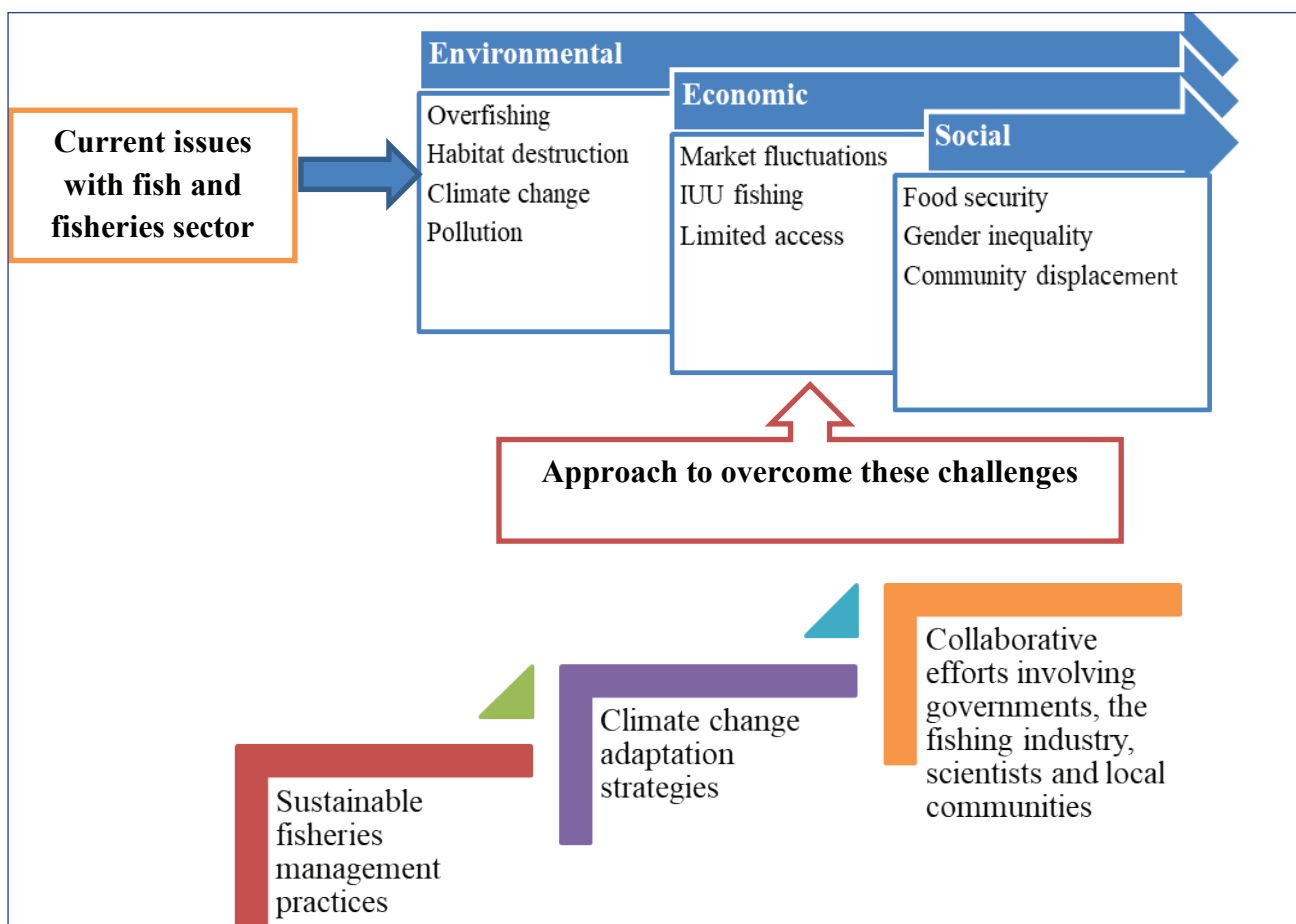 Current issues
with fish and
fisheries sector
Environmental
Overfishing
Habitat destruction
Climate change
Pollution
Economic
Market fluctuations
IUU fishing
Limited access
Social
Food security
Gender inequality
Community displacement
Approach to overcome these challenges
Sustainable
fisheries
management
practices
Climate change
adaptation
strategies
Collaborative
efforts involving
governments, the
fishing industry,
scientists and local
communities